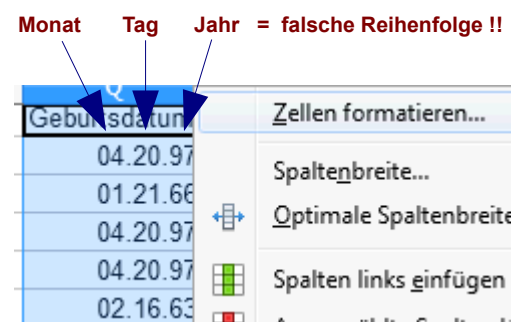 Monat Tag Jahr = falsche Reihenfolge !!
Q
Geburtsdatum
Zellen formatieren...
04.20.97
Spaltenbreite...
01.21.66
Optimale Spaltenbreite
04.20.97
04.20.97
Spalten links einfügen
02.16.63